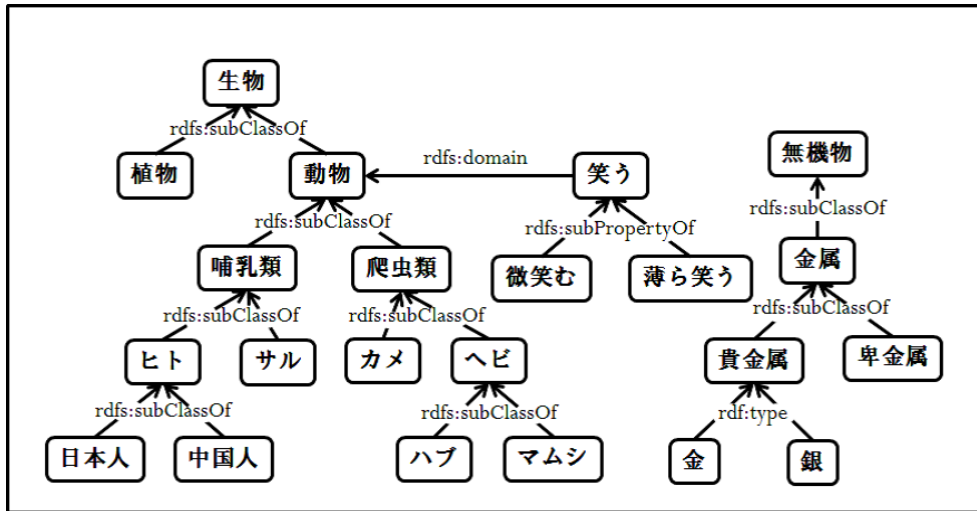 生物
rdfs:subClassOf
植物
動物
rdfs:domain
笑う
無機物
rdfs:subClassOf
rdfs:subClassOf
rdfs:subPropertyOf
哺乳類
爬虫類
微笑む
薄ら笑う
金属
rdfs:subClassOf
rdfs:subClassOf
rdfs:subClassOf
ヒト
サル
カメ
ヘビ
貴金属
卑金属
rdfs:subClassOf
rdfs:subClassOf
rdf:type
日本人
中国人
ハブ
マムシ
金
銀